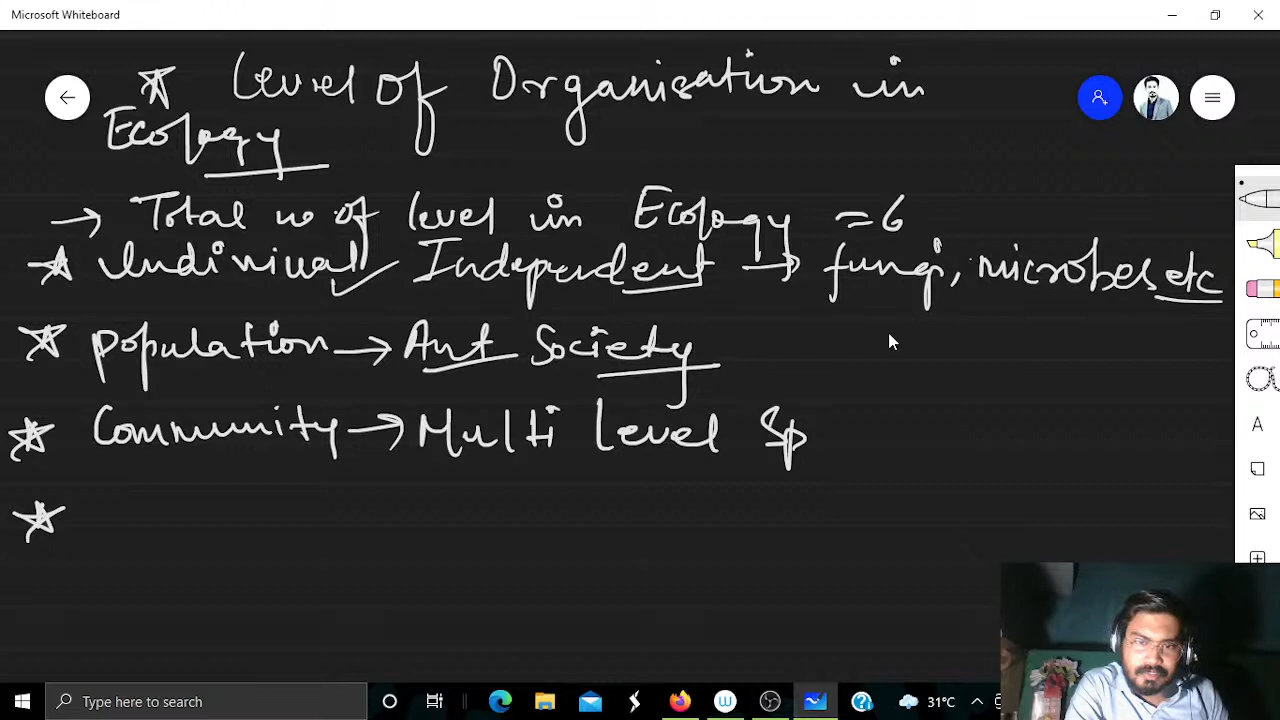 Microsoft Whiteboard
☆ Level of Organisation in
Ecology
→ Total no of level in Ecology = 6
☆ Individual ✓ Independent → fungi, microbes etc
☆ population → Ant Society
☆ Community → Multi Level Sp
☆
A
Type here to search
31°C